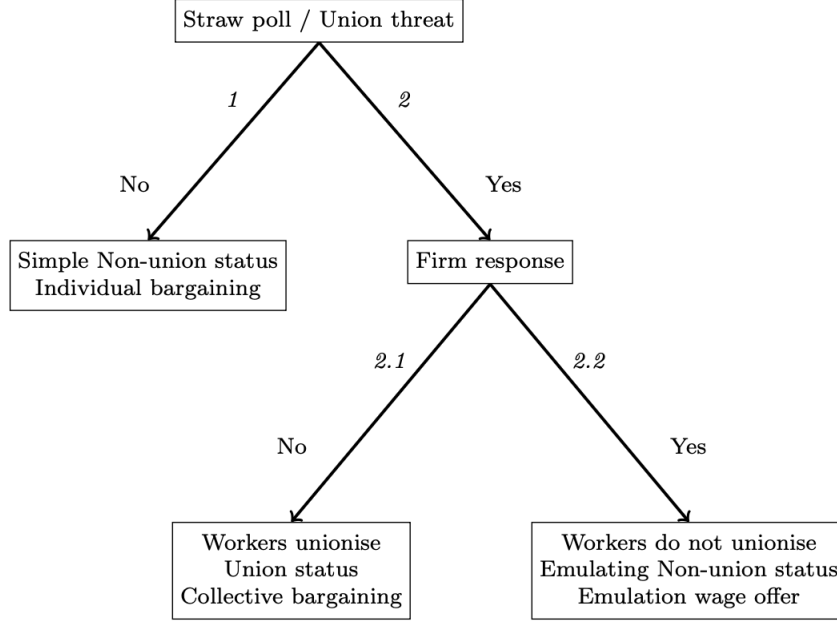 Straw poll / Union threat
1
2
No
Yes
Simple Non-union status
Individual bargaining
Firm response
2.1
2.2
No
Yes
Workers unionise
Union status
Collective bargaining
Workers do not unionise
Emulating Non-union status
Emulation wage offer